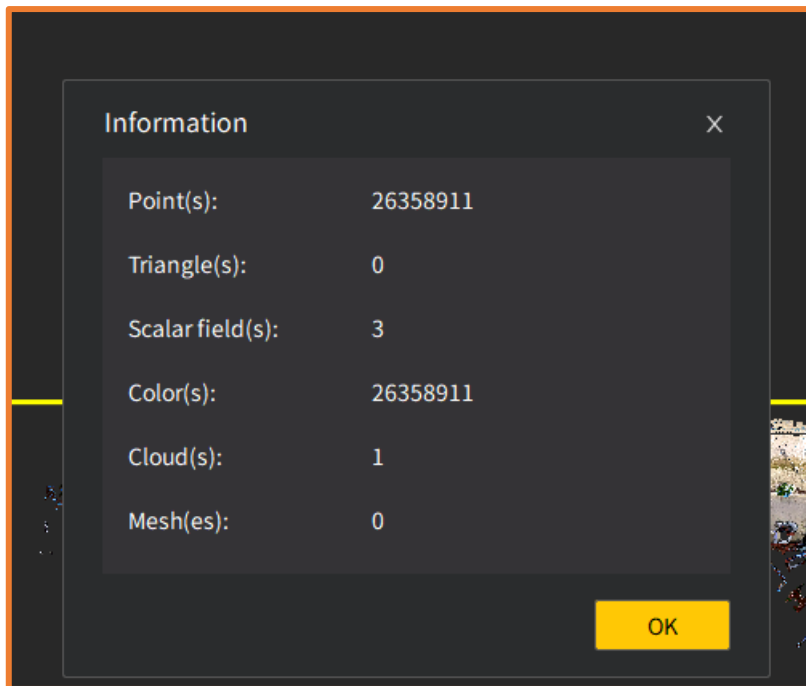 Information X
Point(s): 26358911
Triangle(s): 0
Scalar field(s): 3
Color(s): 26358911
Cloud(s): 1
Mesh(es): 0
OK